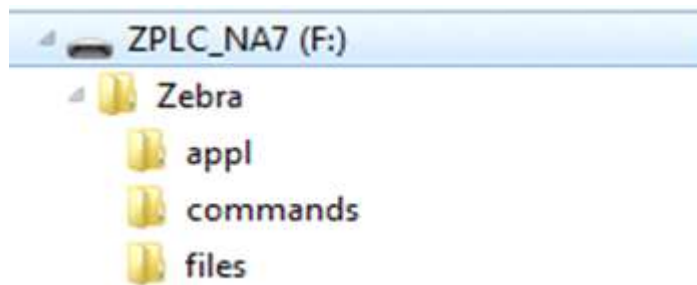 ZPLC_NA7 (F:)
Zebra
appl
commands
files